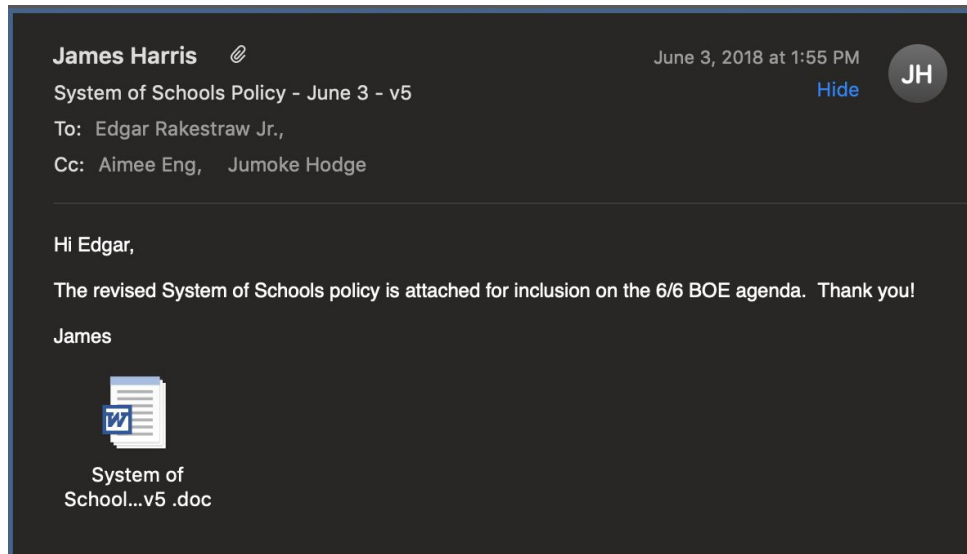 James Harris
June 3, 2018 at 1:55 PM
JH
System of Schools Policy - June 3 - v5
Hide
To: Edgar Rakestraw Jr.,
Cc: Aimee Eng, Jumoke Hodge
Hi Edgar,
The revised System of Schools policy is attached for inclusion on the 6/6 BOE agenda. Thank you!
James
W
System of
School...v5 .doc